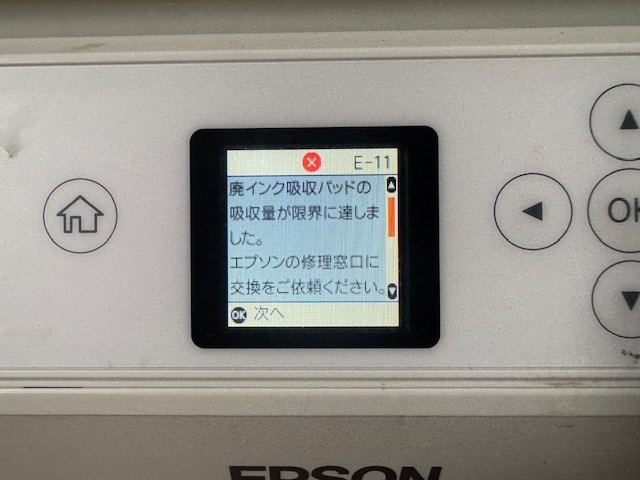 E-11
廃インク吸収パッドの
吸収量が限界に達しま
した。
エプソンの修理窓口に
交換をご依頼ください。
OK 次へ
OK
EPSON